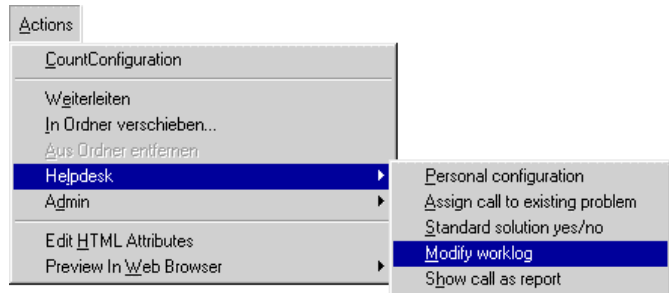 Actions
CountConfiguration
Weiterleiten
In Ordner verschieben...
Aus Ordner entfernen
Helpdesk
Admin
Edit HTML Attributes
Preview In Web Browser
Personal configuration
Assign call to existing problem
Standard solution yes/no
Modify worklog
Show call as report